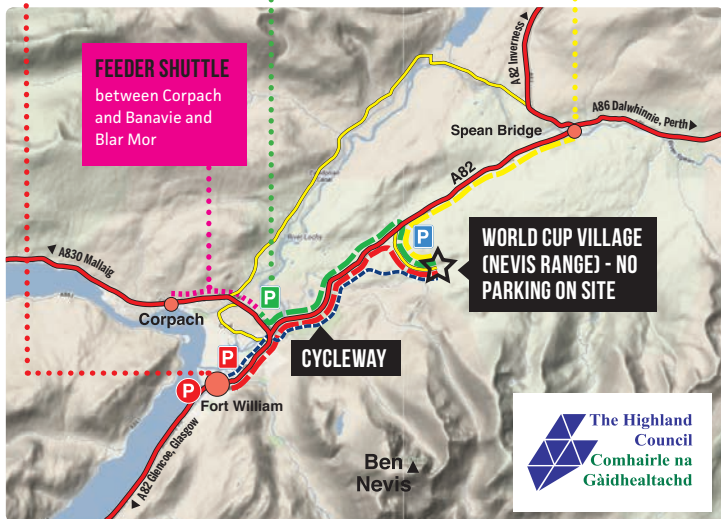 FEEDER SHUTTLE
between Corpach
and Banavie and
Blar Mor
A82 Inverness
A86 Dalwhinnie, Perth
Spean Bridge
A82
River Lochy
P
WORLD CUP VILLAGE
(NEVIS RANGE) - NO
PARKING ON SITE
A830 Mallaig
P
Corpach
P
CYCLEWAY
P
Fort William
A82 Glencoe, Glasgow
Ben
Nevis
The Highland
Council
Comhairle na
Gàidhealtachd